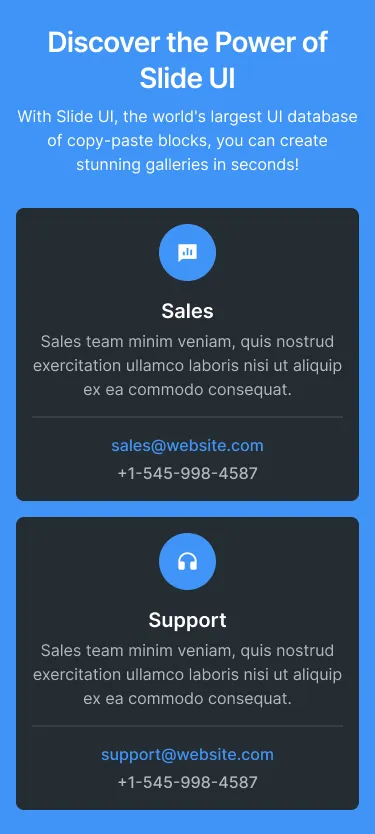 Discover the Power of
Slide UI
With Slide UI, the world's largest UI database
of copy-paste blocks, you can create
stunning galleries in seconds!
Sales
Sales team minim veniam, quis nostrud
exercitation ullamco laboris nisi ut aliquip
ex ea commodo consequat.
sales@website.com
+1-545-998-4587
Support
Sales team minim veniam, quis nostrud
exercitation ullamco laboris nisi ut aliquip
ex ea commodo consequat.
support@website.com
+1-545-998-4587